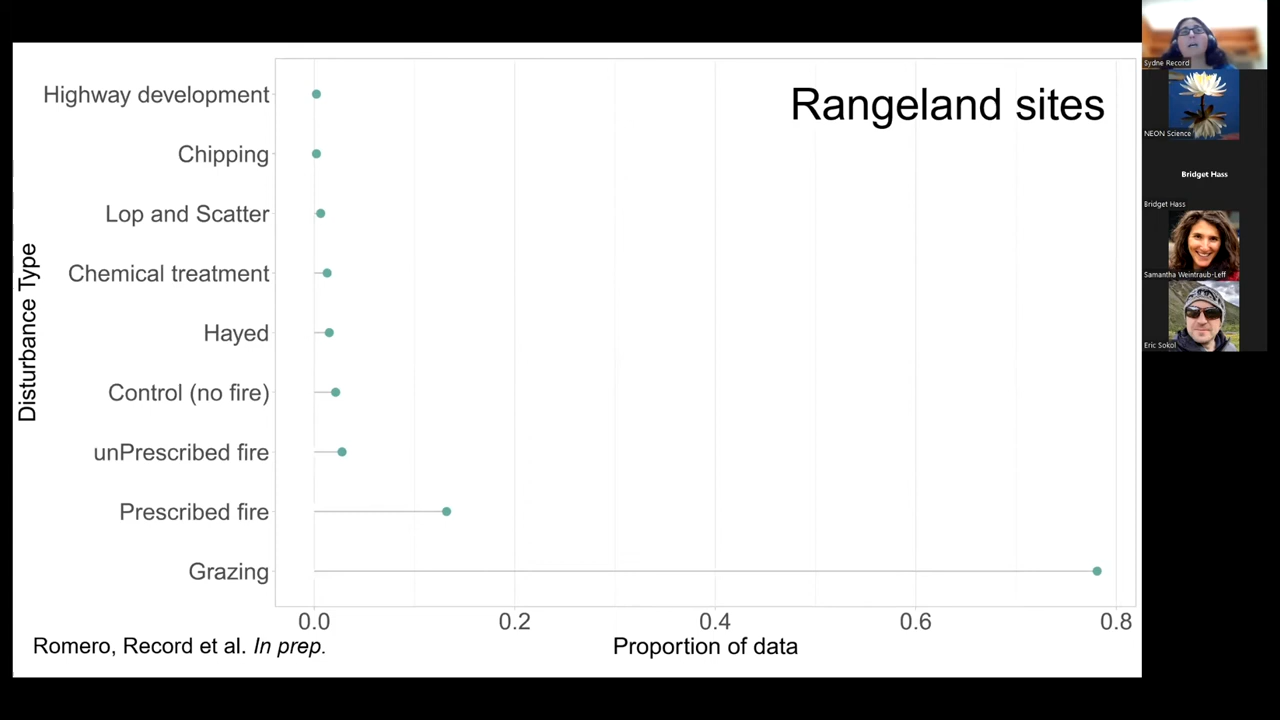 Rangeland sites
Highway development
Chipping
Lop and Scatter
Chemical treatment
Hayed
Control (no fire)
unPrescribed fire
Prescribed fire
Grazing
Disturbance Type
0.0 0.2 0.4 0.6 0.8
Proportion of data
Romero, Record et al. In prep.
Sydne Record
NEON Science
Bridget Hass
Bridget Hass
Samantha Weintraub-Leff
Eric Sokol